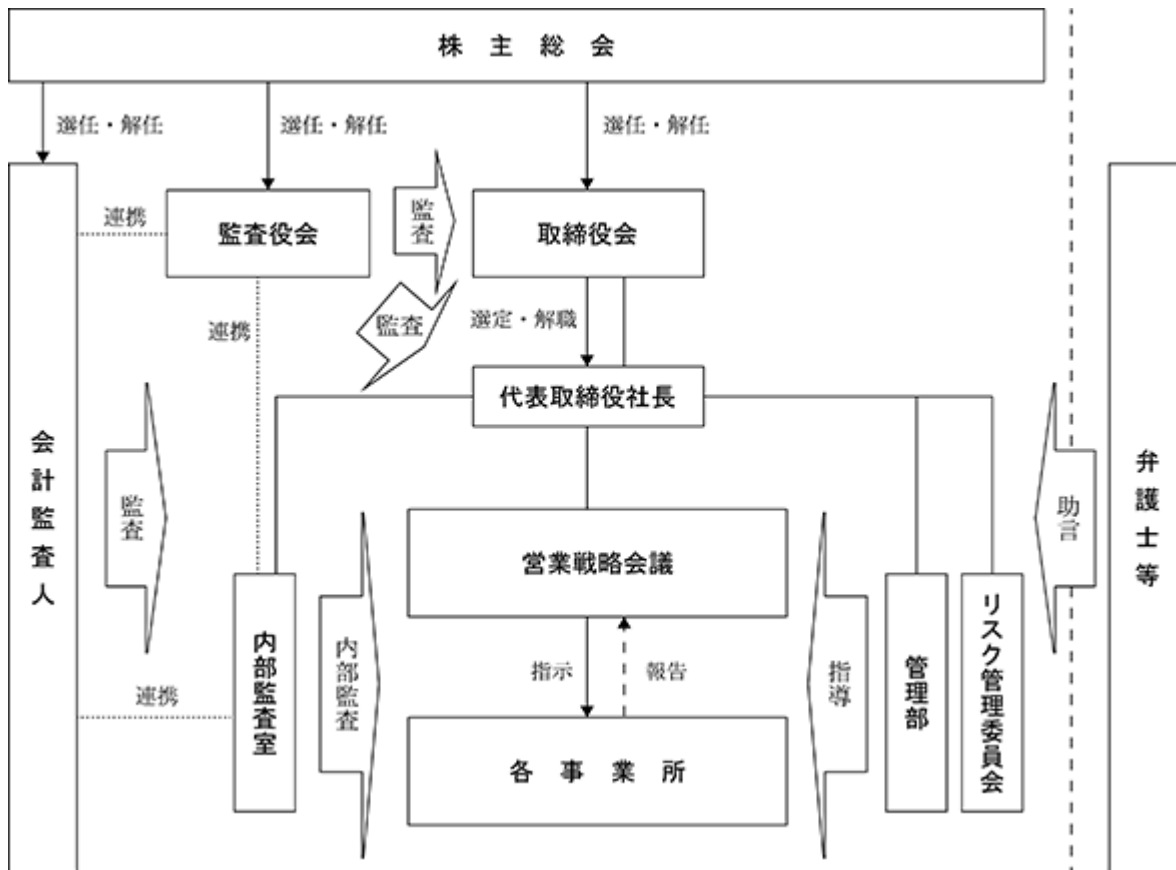 株主総会
選任・解任
選任・解任
選任・解任
連携
監査役会
監査
取締役会
連携
監査
選定・解職
代表取締役社長
会計監査人
監査
営業戦略会議
助言
弁護士等
内部監査室
内部監査
指示
報告
指導
管理部
リスク管理委員会
連携
各事業所